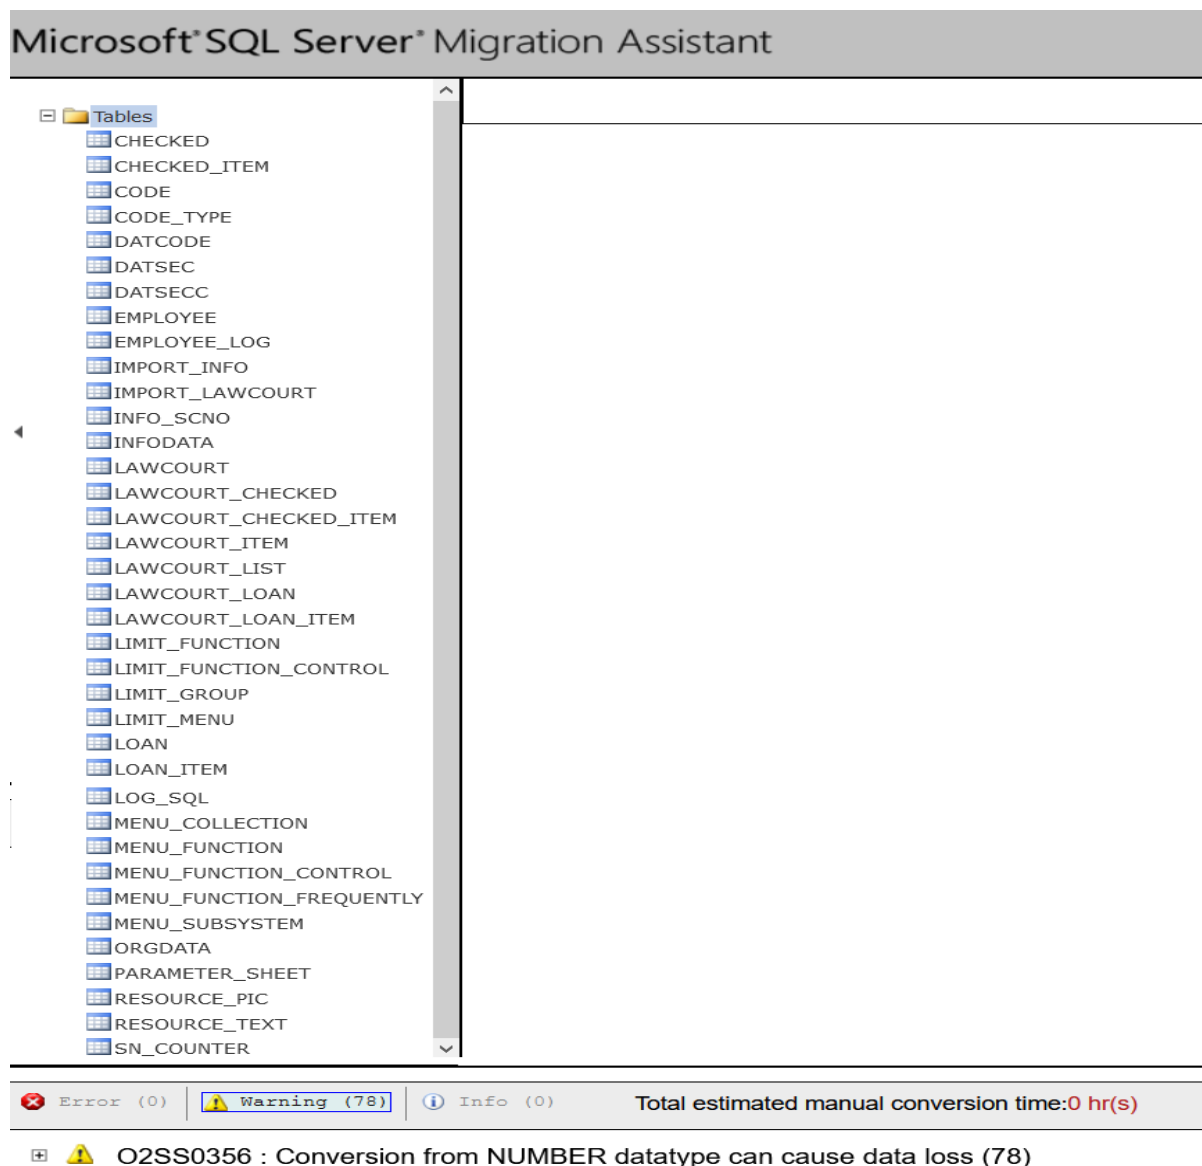 Microsoft® SQL Server® Migration Assistant
Tables
CHECKED
CHECKED_ITEM
CODE
CODE_TYPE
DATCODE
DATSEC
DATSECC
EMPLOYEE
EMPLOYEE_LOG
IMPORT_INFO
IMPORT_LAWCOURT
INFO_SCNO
INFODATA
LAWCOURT
LAWCOURT_CHECKED
LAWCOURT_CHECKED_ITEM
LAWCOURT_ITEM
LAWCOURT_LIST
LAWCOURT_LOAN
LAWCOURT_LOAN_ITEM
LIMIT_FUNCTION
LIMIT_FUNCTION_CONTROL
LIMIT_GROUP
LIMIT_MENU
LOAN
LOAN_ITEM
LOG_SQL
MENU_COLLECTION
MENU_FUNCTION
MENU_FUNCTION_CONTROL
MENU_FUNCTION_FREQUENTLY
MENU_SUBSYSTEM
ORGDATA
PARAMETER_SHEET
RESOURCE_PIC
RESOURCE_TEXT
SN_COUNTER
Error (0) Warning (78) Info (0) Total estimated manual conversion time:0 hr(s)
O2SS0356 : Conversion from NUMBER datatype can cause data loss (78)